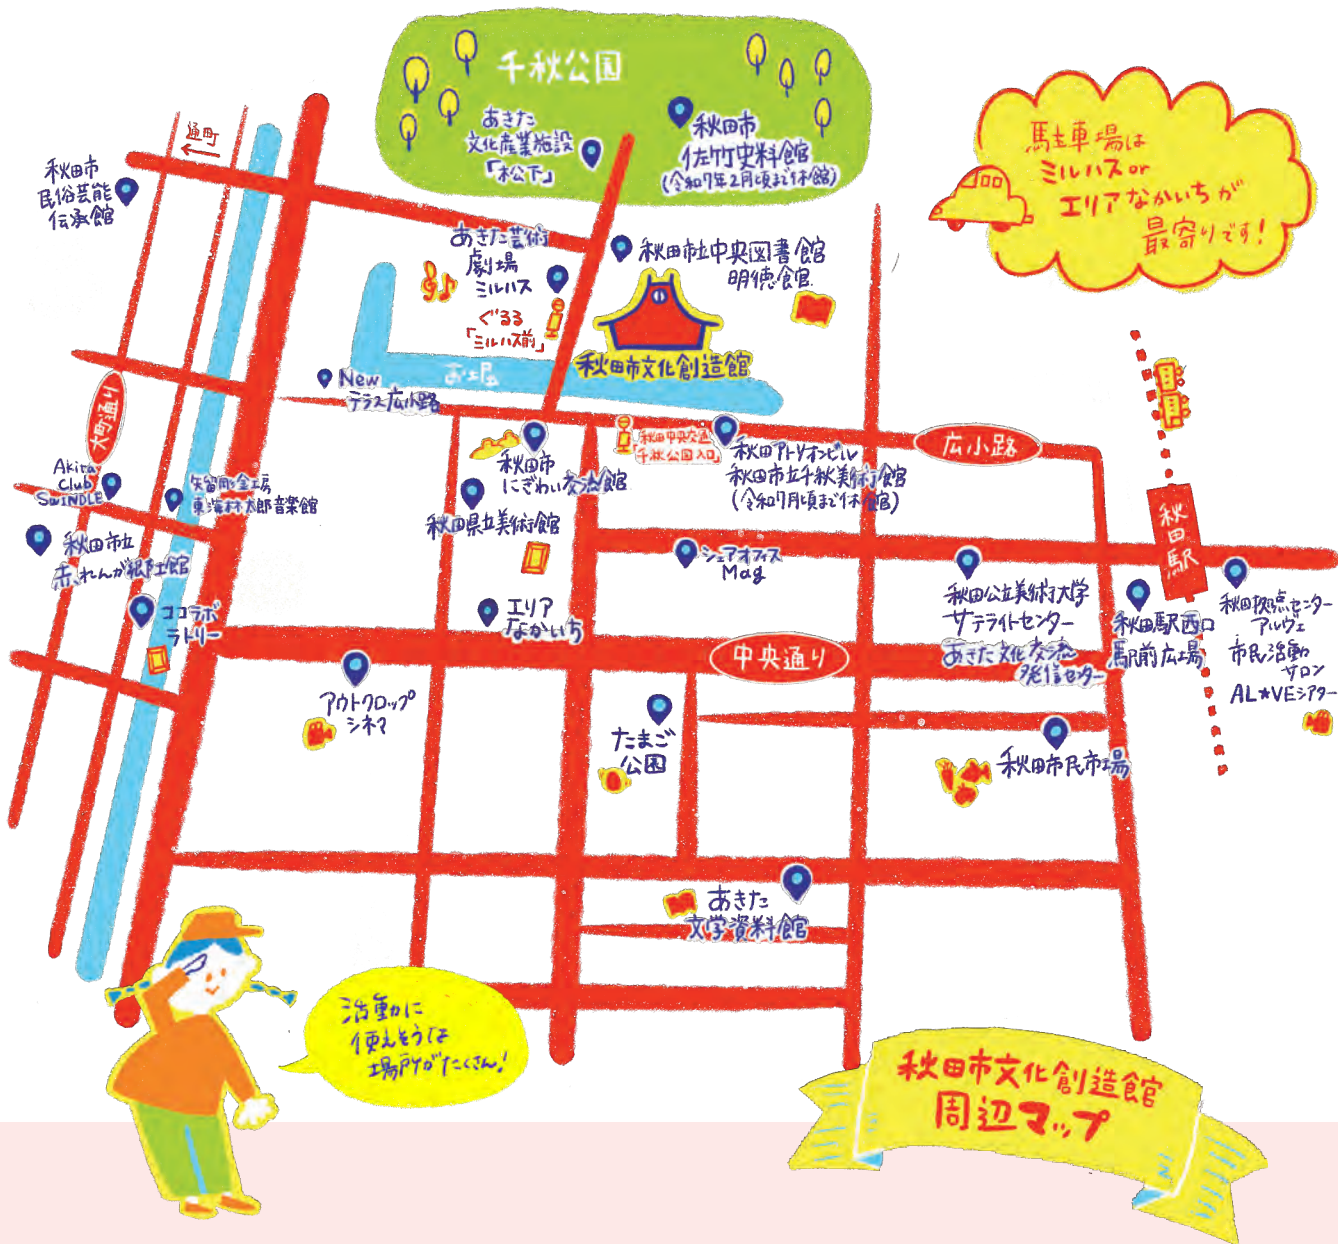 千秋公園
あきた
文化産業施設
「松下」
秋田市
佐竹史料館
(令和7年2月頃まで休館)
駐車場は
ミルハス or
エリアなかいちが
最寄りです!
通町
秋田市
民俗芸能
伝承館
あきた芸術
劇場
ミルハス
ぐるる
「ミルハス前」
秋田市立中央図書館
明徳館
秋田市文化創造館
お堀
New
テラス広小路
大町通り
秋田市
にぎわい交流館
秋田中央交通
「千秋公園入口」
秋田アトリオンビル
秋田市立千秋美術館
(令和7月頃まで休館)
広小路
Akira
Club
SWINDLE
矢留彫金工房
東海林太郎音楽館
秋田県立美術館
秋田市立
赤れんが郷土館
シェアオフィス
Mag
秋田駅
ココラボ
ラトリー
エリア
なかいち
秋田公立美術大学
サテライトセンター
あきた文化交流
発信センター
秋田駅西口
駅前広場
秋田拠点センター
アルヴェ
市民活動
サロン
AL★VEシアター
中央通り
アウトクロップ
シネマ
たまご
公園
秋田市民市場
あきた
文学資料館
活動に
使えそうな
場所がたくさん!
秋田市文化創造館
周辺マップ